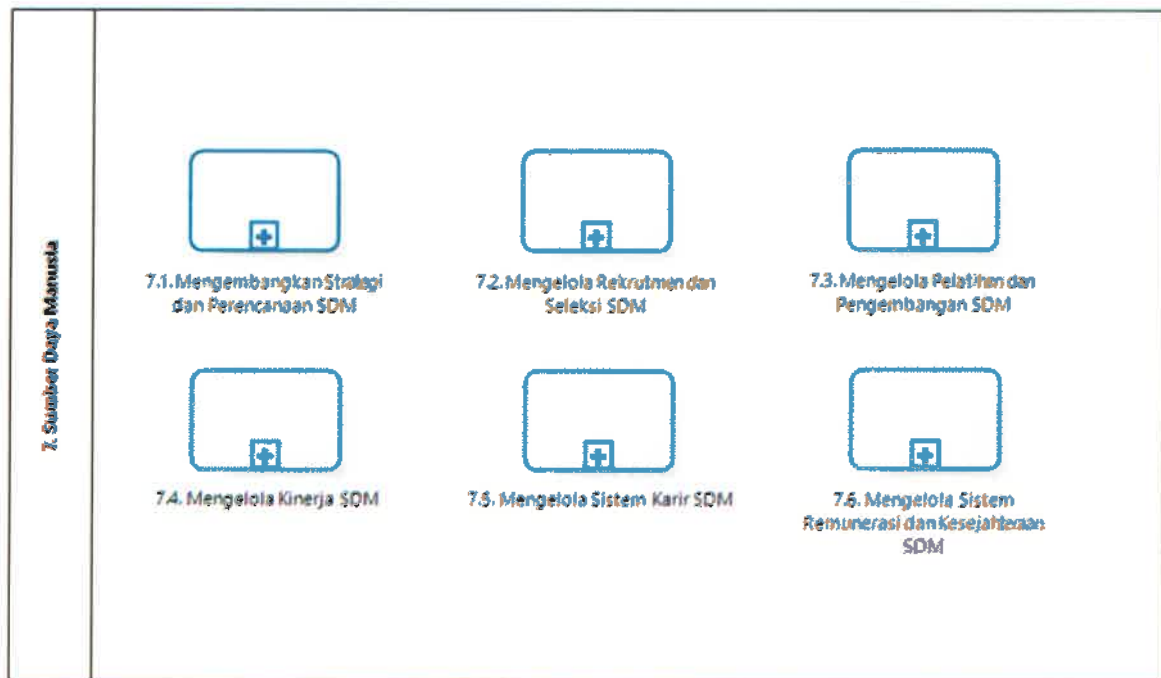 7. Sumber Daya Manusia
7.1. Mengembangkan Strategi
dan Perencanaan SDM
7.2. Mengelola Rekrutmen dan
Seleksi SDM
7.3. Mengelola Pelatihan dan
Pengembangan SDM
7.4. Mengelola Kinerja SDM
7.5. Mengelola Sistem Karir SDM
7.6. Mengelola Sistem
Remunerasi dan Kesejahteraan
SDM